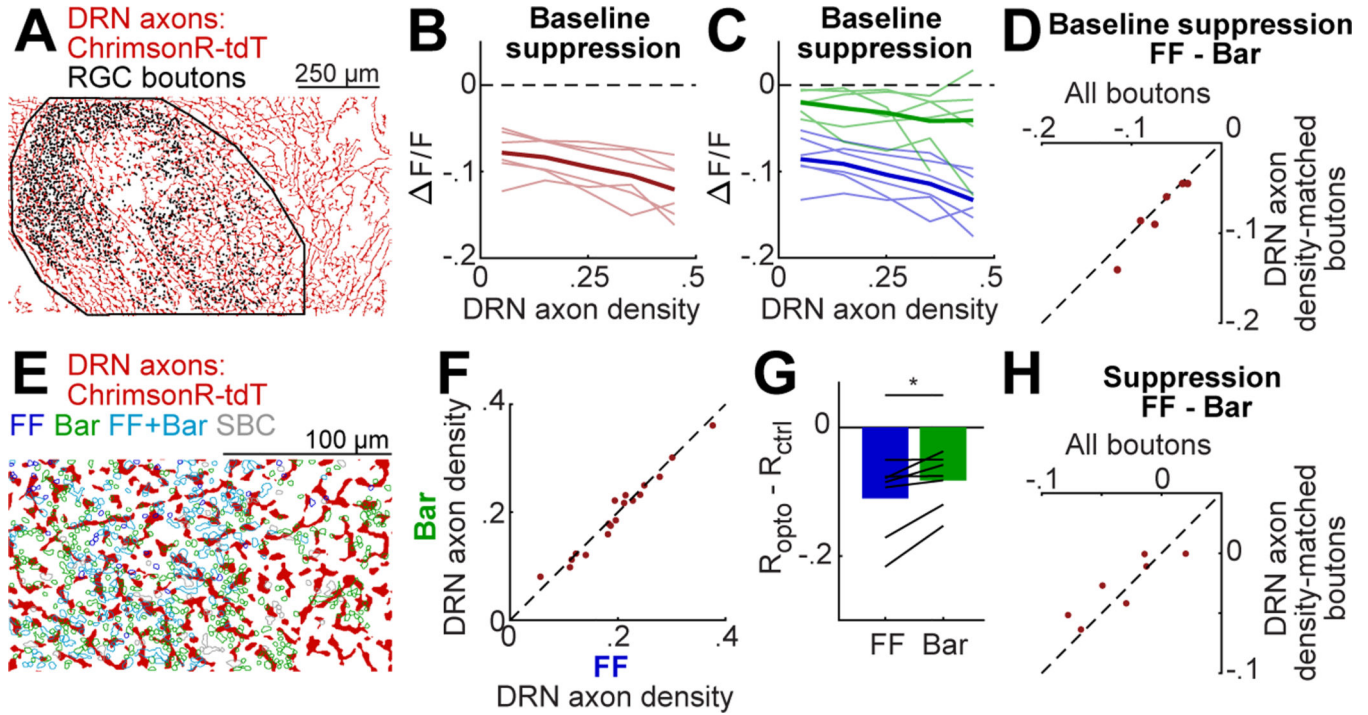 A
DRN axons:
ChrimsonR-tdT
RGC boutons
250 µm
B
Baseline
suppression
0
-.1
-.2
ΔF/F
0
.25
.5
DRN axon density
C
Baseline
suppression
0
-.1
-.2
ΔF/F
0
.25
.5
DRN axon density
D
Baseline suppression
FF - Bar
All boutons
-.2
-.1
0
-.1
-.2
DRN axon
density-matched
boutons
E
DRN axons:
ChrimsonR-tdT
FF Bar FF+Bar SBC
100 µm
F
.4
.2
0
Bar
DRN axon density
0
.2
.4
FF
DRN axon density
G
*
0
-.2
Ropto - Rctrl
FF
Bar
H
Suppression
FF - Bar
All boutons
-.1
0
0
-.1
DRN axon
density-matched
boutons